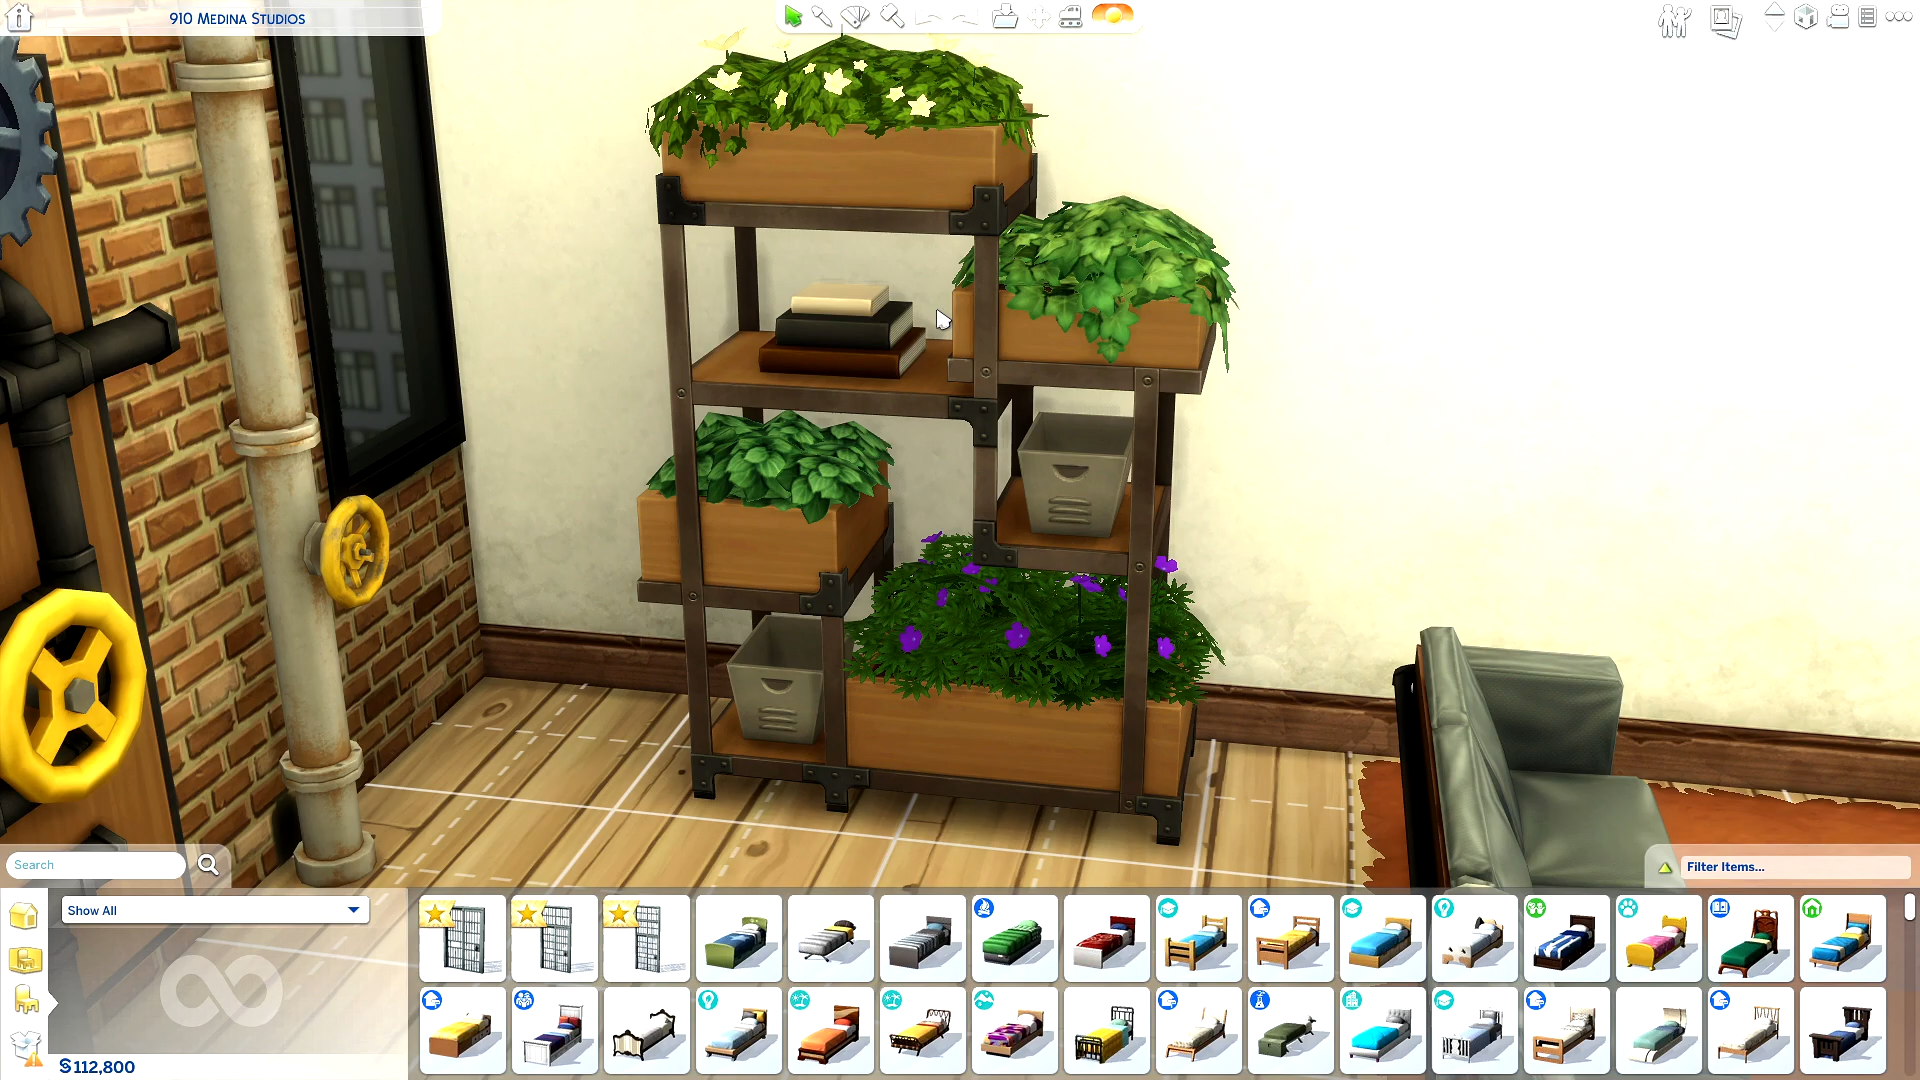 910 Medina Studios
Search
Filter Items...
Show All
§112,800